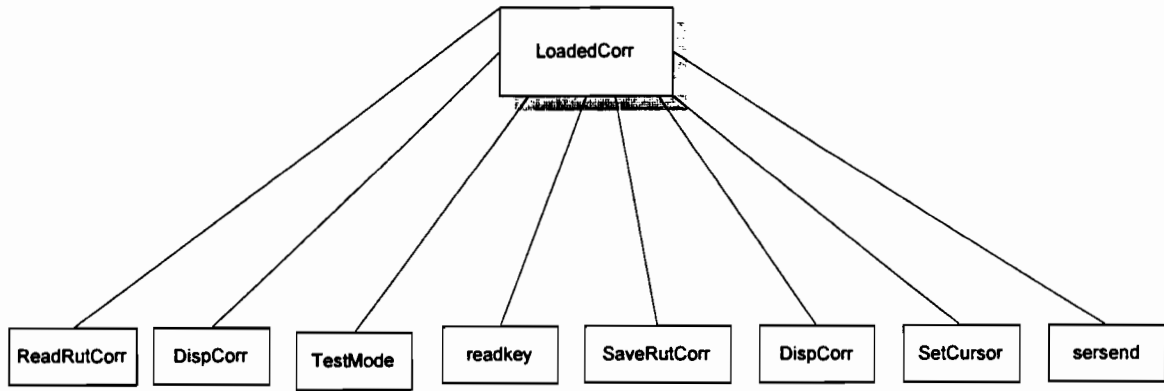 LoadedCorr
ReadRutCorr
DispCorr
TestMode
readkey
SaveRutCorr
DispCorr
SetCursor
sersend